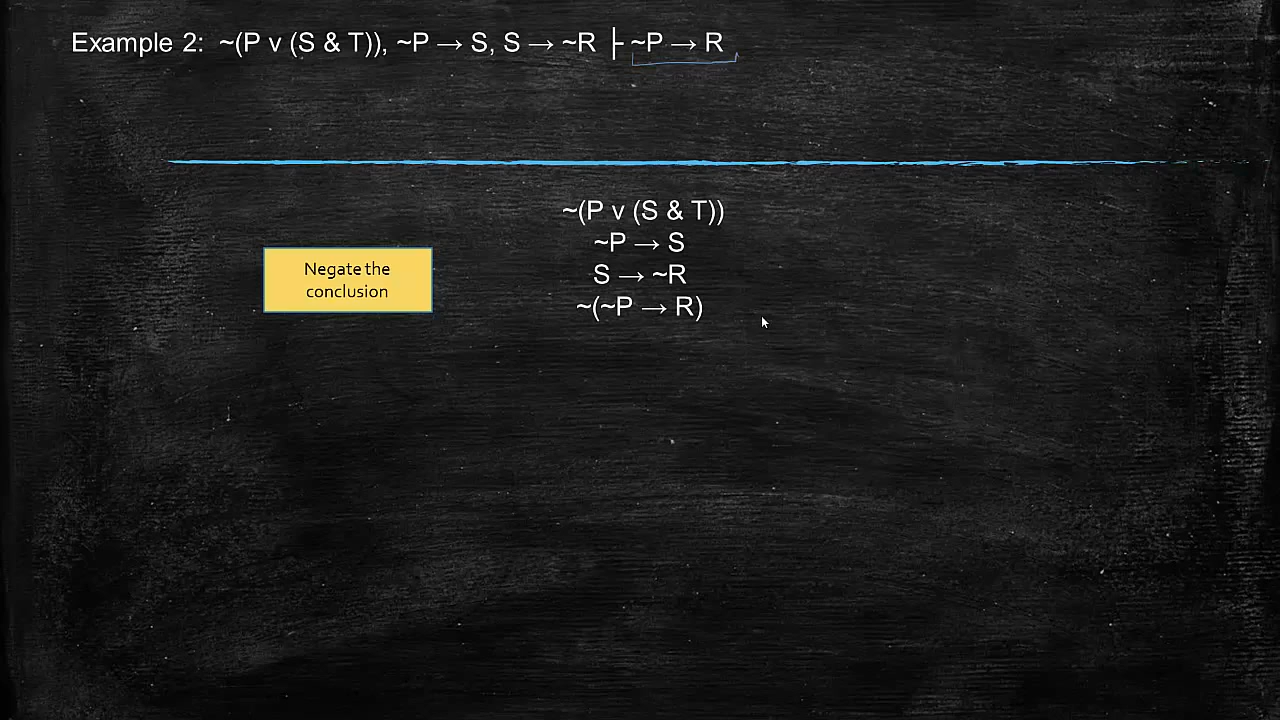 Example 2: ~(P v (S & T)), ~P → S, S → ~R ├ ~P → R
~(P v (S & T))
~P → S
Negate the
conclusion
S → ~R
~(~P → R)